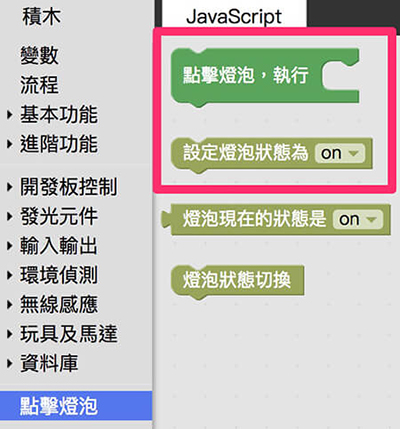 積木
JavaScript
變數
流程
基本功能
進階功能
開發板控制
發光元件
輸入輸出
環境偵測
無線感應
玩具及馬達
資料庫
點擊燈泡
點擊燈泡，執行
設定燈泡狀態為 on
燈泡現在的狀態是 on
燈泡狀態切換